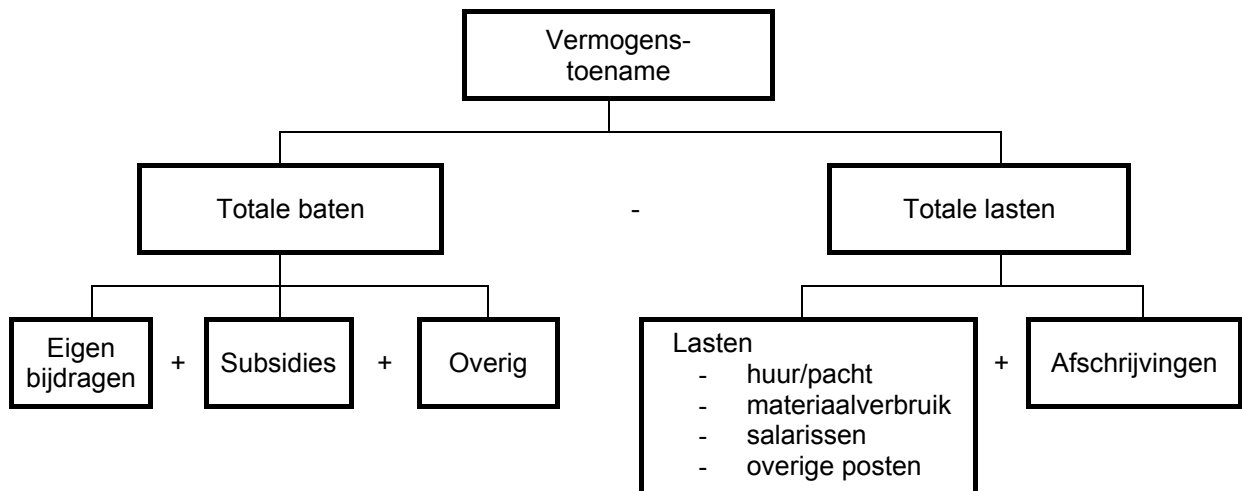 Vermogens-
toename
Totale baten
-
Totale lasten
Eigen
bijdragen
+
Subsidies
+
Overig
Lasten
- huur/pacht
- materiaalverbruik
- salarissen
- overige posten
+
Afschrijvingen